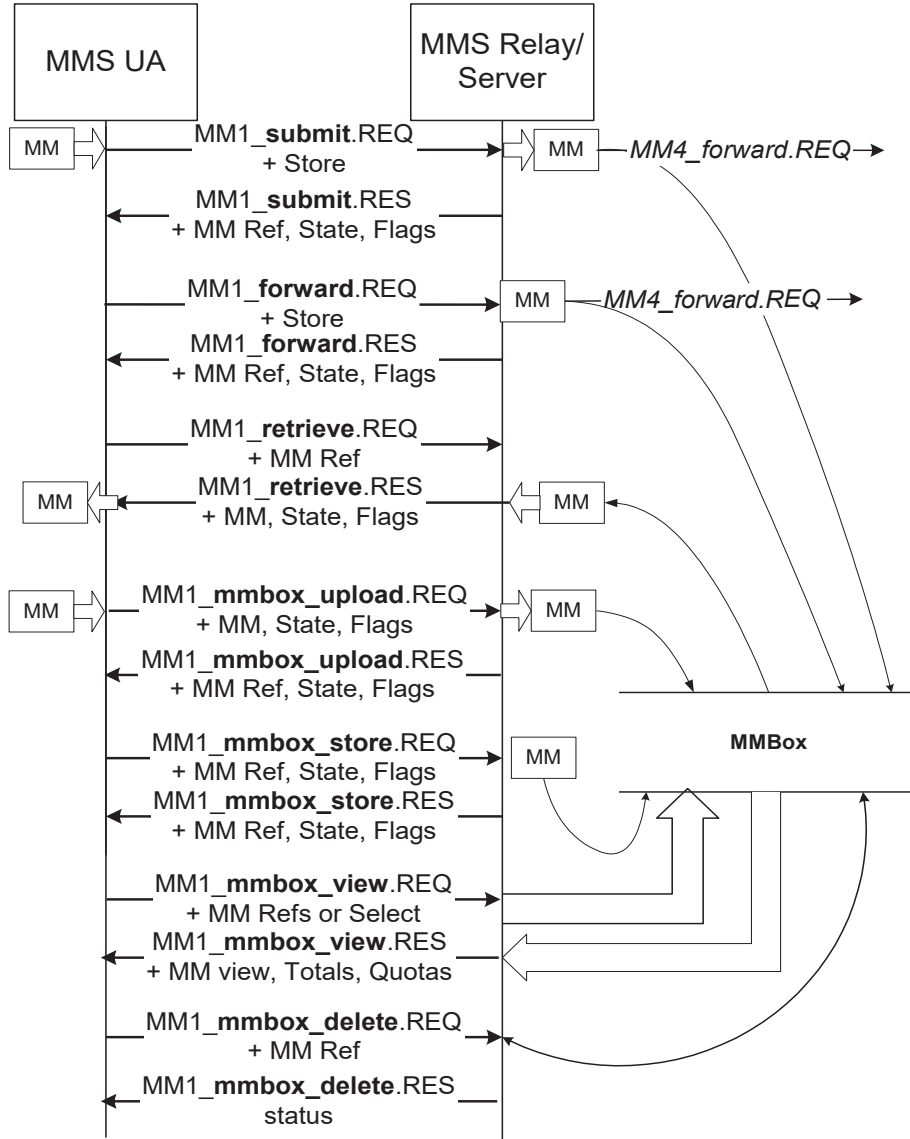 MMS UA
MMS Relay/
Server
MM
MM1_submit.REQ
+ Store
MM
MM4_forward.REQ
MM1_submit.RES
+ MM Ref, State, Flags
MM1_forward.REQ
+ Store
MM
MM4_forward.REQ
MM1_forward.RES
+ MM Ref, State, Flags
MM1_retrieve.REQ
+ MM Ref
MM
MM1_retrieve.RES
+ MM, State, Flags
MM
MM
MM1_mmbox_upload.REQ
+ MM, State, Flags
MM
MM1_mmbox_upload.RES
+ MM Ref, State, Flags
MMBox
MM1_mmbox_store.REQ
+ MM Ref, State, Flags
MM
MM1_mmbox_store.RES
+ MM Ref, State, Flags
MM1_mmbox_view.REQ
+ MM Refs or Select
MM1_mmbox_view.RES
+ MM view, Totals, Quotas
MM1_mmbox_delete.REQ
+ MM Ref
MM1_mmbox_delete.RES
status